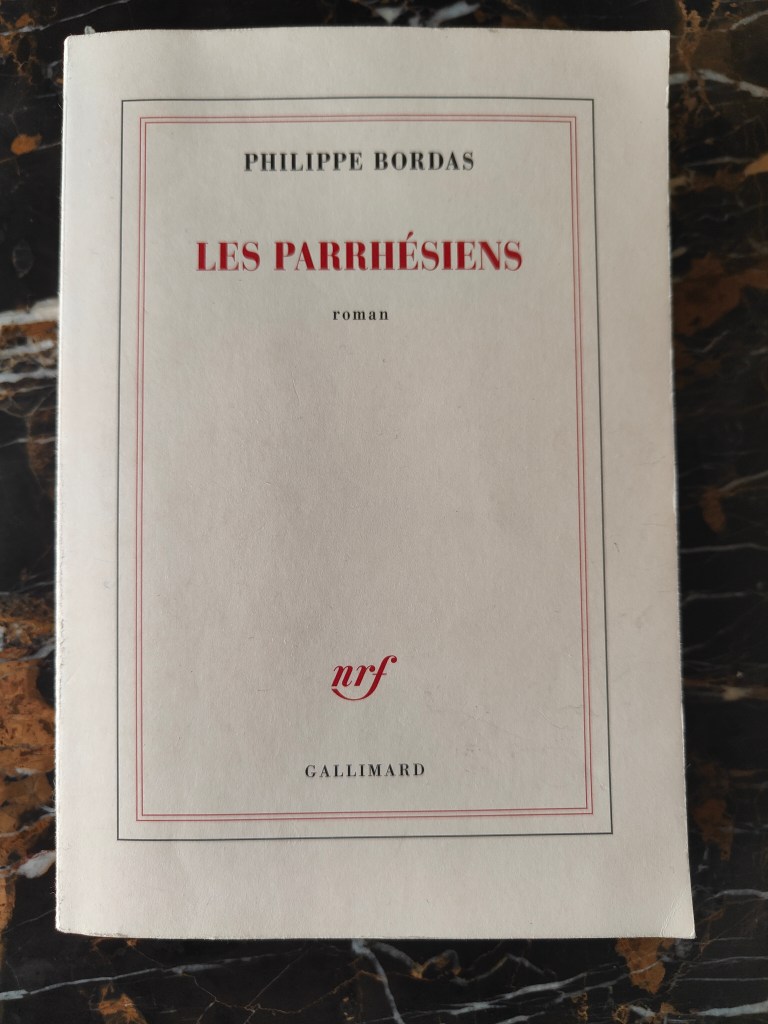 PHILIPPE BORDAS
LES PARRHÉSIENS
roman
nrf
GALLIMARD